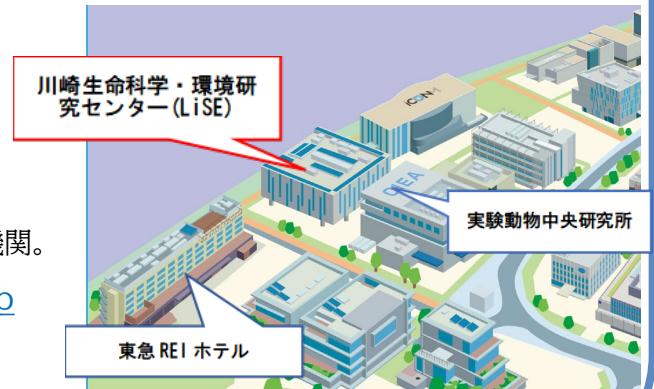 川崎生命科学・環境研
究センター(LiSE)
iCONM
CIEA
実験動物中央研究所
機関。
p
東急 REI ホテル